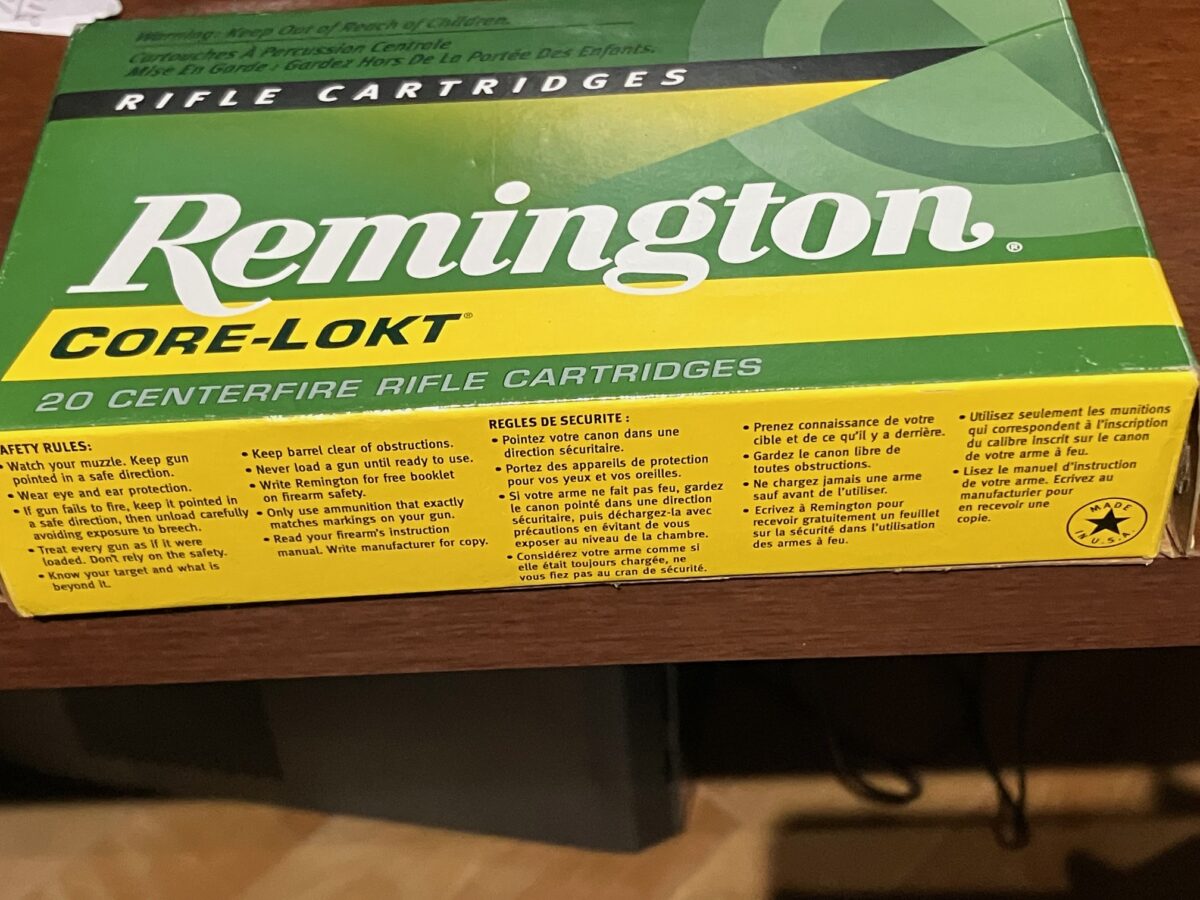 Warning: Keep Out of Reach of Children.
Cartouches À Percussion Centrale
Mise En Garde : Gardez Hors De La Portée Des Enfants.
RIFLE CARTRIDGES
Remington®
CORE-LOKT®
20 CENTERFIRE RIFLE CARTRIDGES
AFETY RULES:
• Watch your muzzle. Keep gun
pointed in a safe direction.
• Wear eye and ear protection.
• If gun fails to fire, keep it pointed in
a safe direction, then unload carefully
avoiding exposure to breech.
• Treat every gun as if it were
loaded. Don't rely on the safety.
• Know your target and what is
beyond it.
• Keep barrel clear of obstructions.
• Never load a gun until ready to use.
• Write Remington for free booklet
on firearm safety.
• Only use ammunition that exactly
matches markings on your gun.
• Read your firearm's instruction
manual. Write manufacturer for copy.
REGLES DE SECURITE :
• Pointez votre canon dans une
direction sécuritaire.
• Portez des appareils de protection
pour vos yeux et vos oreilles.
• Si votre arme ne fait pas feu, gardez
le canon pointé dans une direction
sécuritaire, puis déchargez-la avec
précautions en évitant de vous
exposer au niveau de la chambre.
• Considérez votre arme comme si
elle était toujours chargée, ne
vous fiez pas au cran de sécurité.
• Prenez connaissance de votre
cible et de ce qu'il y a derrière.
• Gardez le canon libre de
toutes obstructions.
• Ne chargez jamais une arme
sauf avant de l'utiliser.
• Ecrivez à Remington pour
recevoir gratuitement un feuillet
sur la sécurité dans l'utilisation
des armes à feu.
• Utilisez seulement les munitions
qui correspondent à l'inscription
du calibre inscrit sur le canon
de votre arme à feu.
• Lisez le manuel d'instruction
de votre arme. Ecrivez au
manufacturier pour
en recevoir une
copie.
MADE
IN U.S.A.